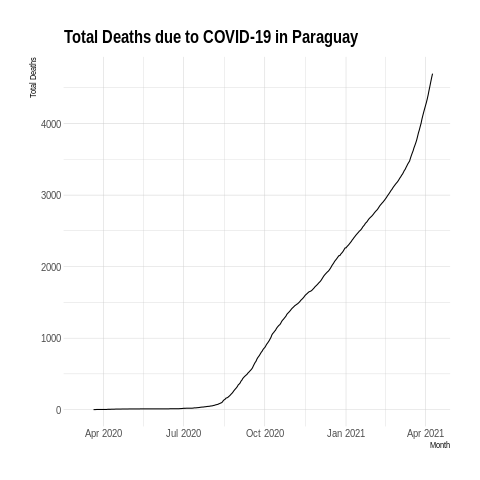 Total Deaths due to COVID-19 in Paraguay
Total Deaths
4000
3000
2000
1000
0
Apr 2020 Jul 2020 Oct 2020 Jan 2021 Apr 2021
Month